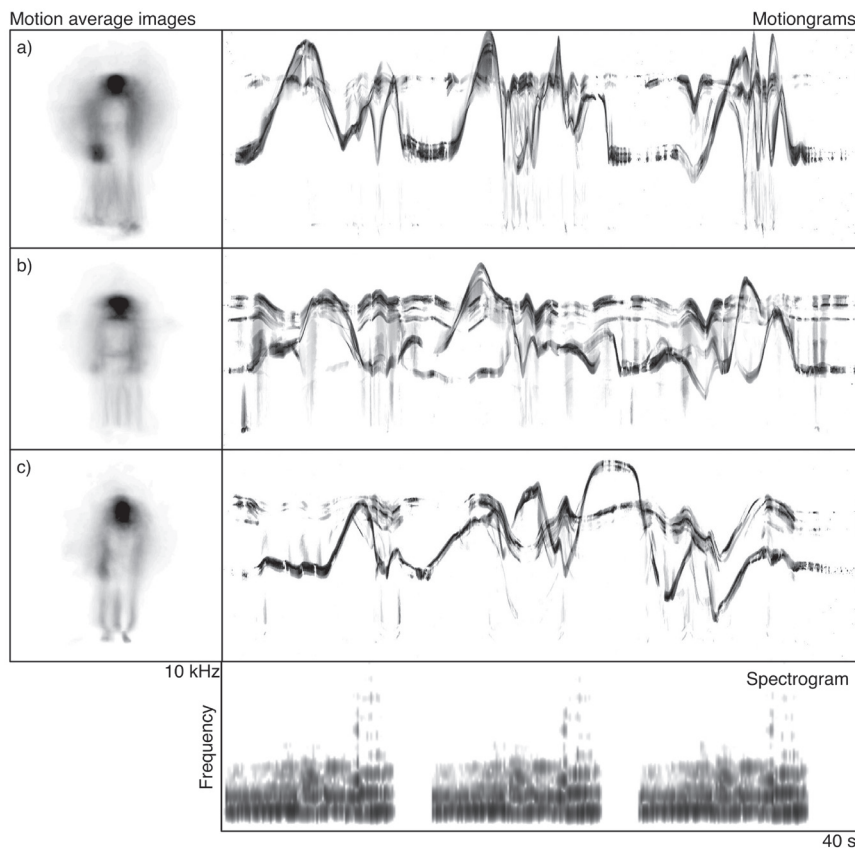 Motion average images
Motiongrams
a)
b)
c)
10 kHz
Spectrogram
Frequency
40 s